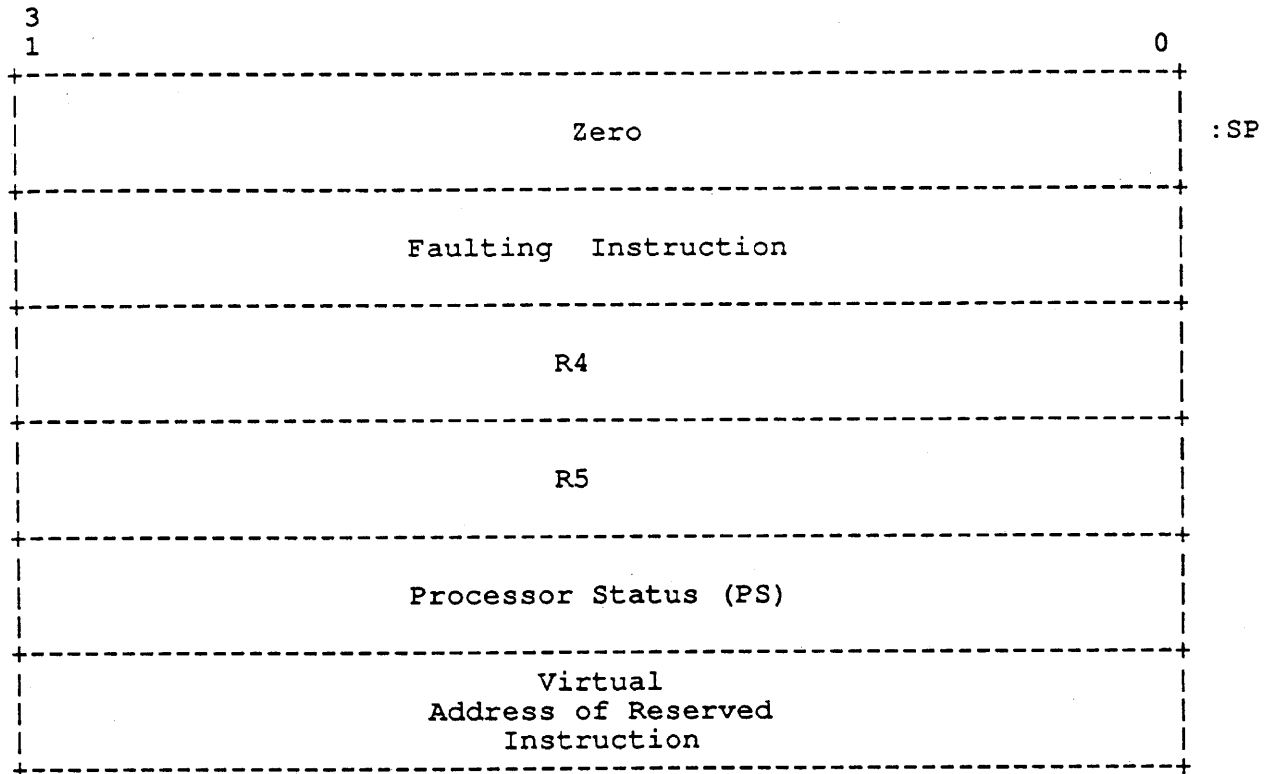 3
1 0
Zero :SP
Faulting Instruction
R4
R5
Processor Status (PS)
Virtual
Address of Reserved
Instruction